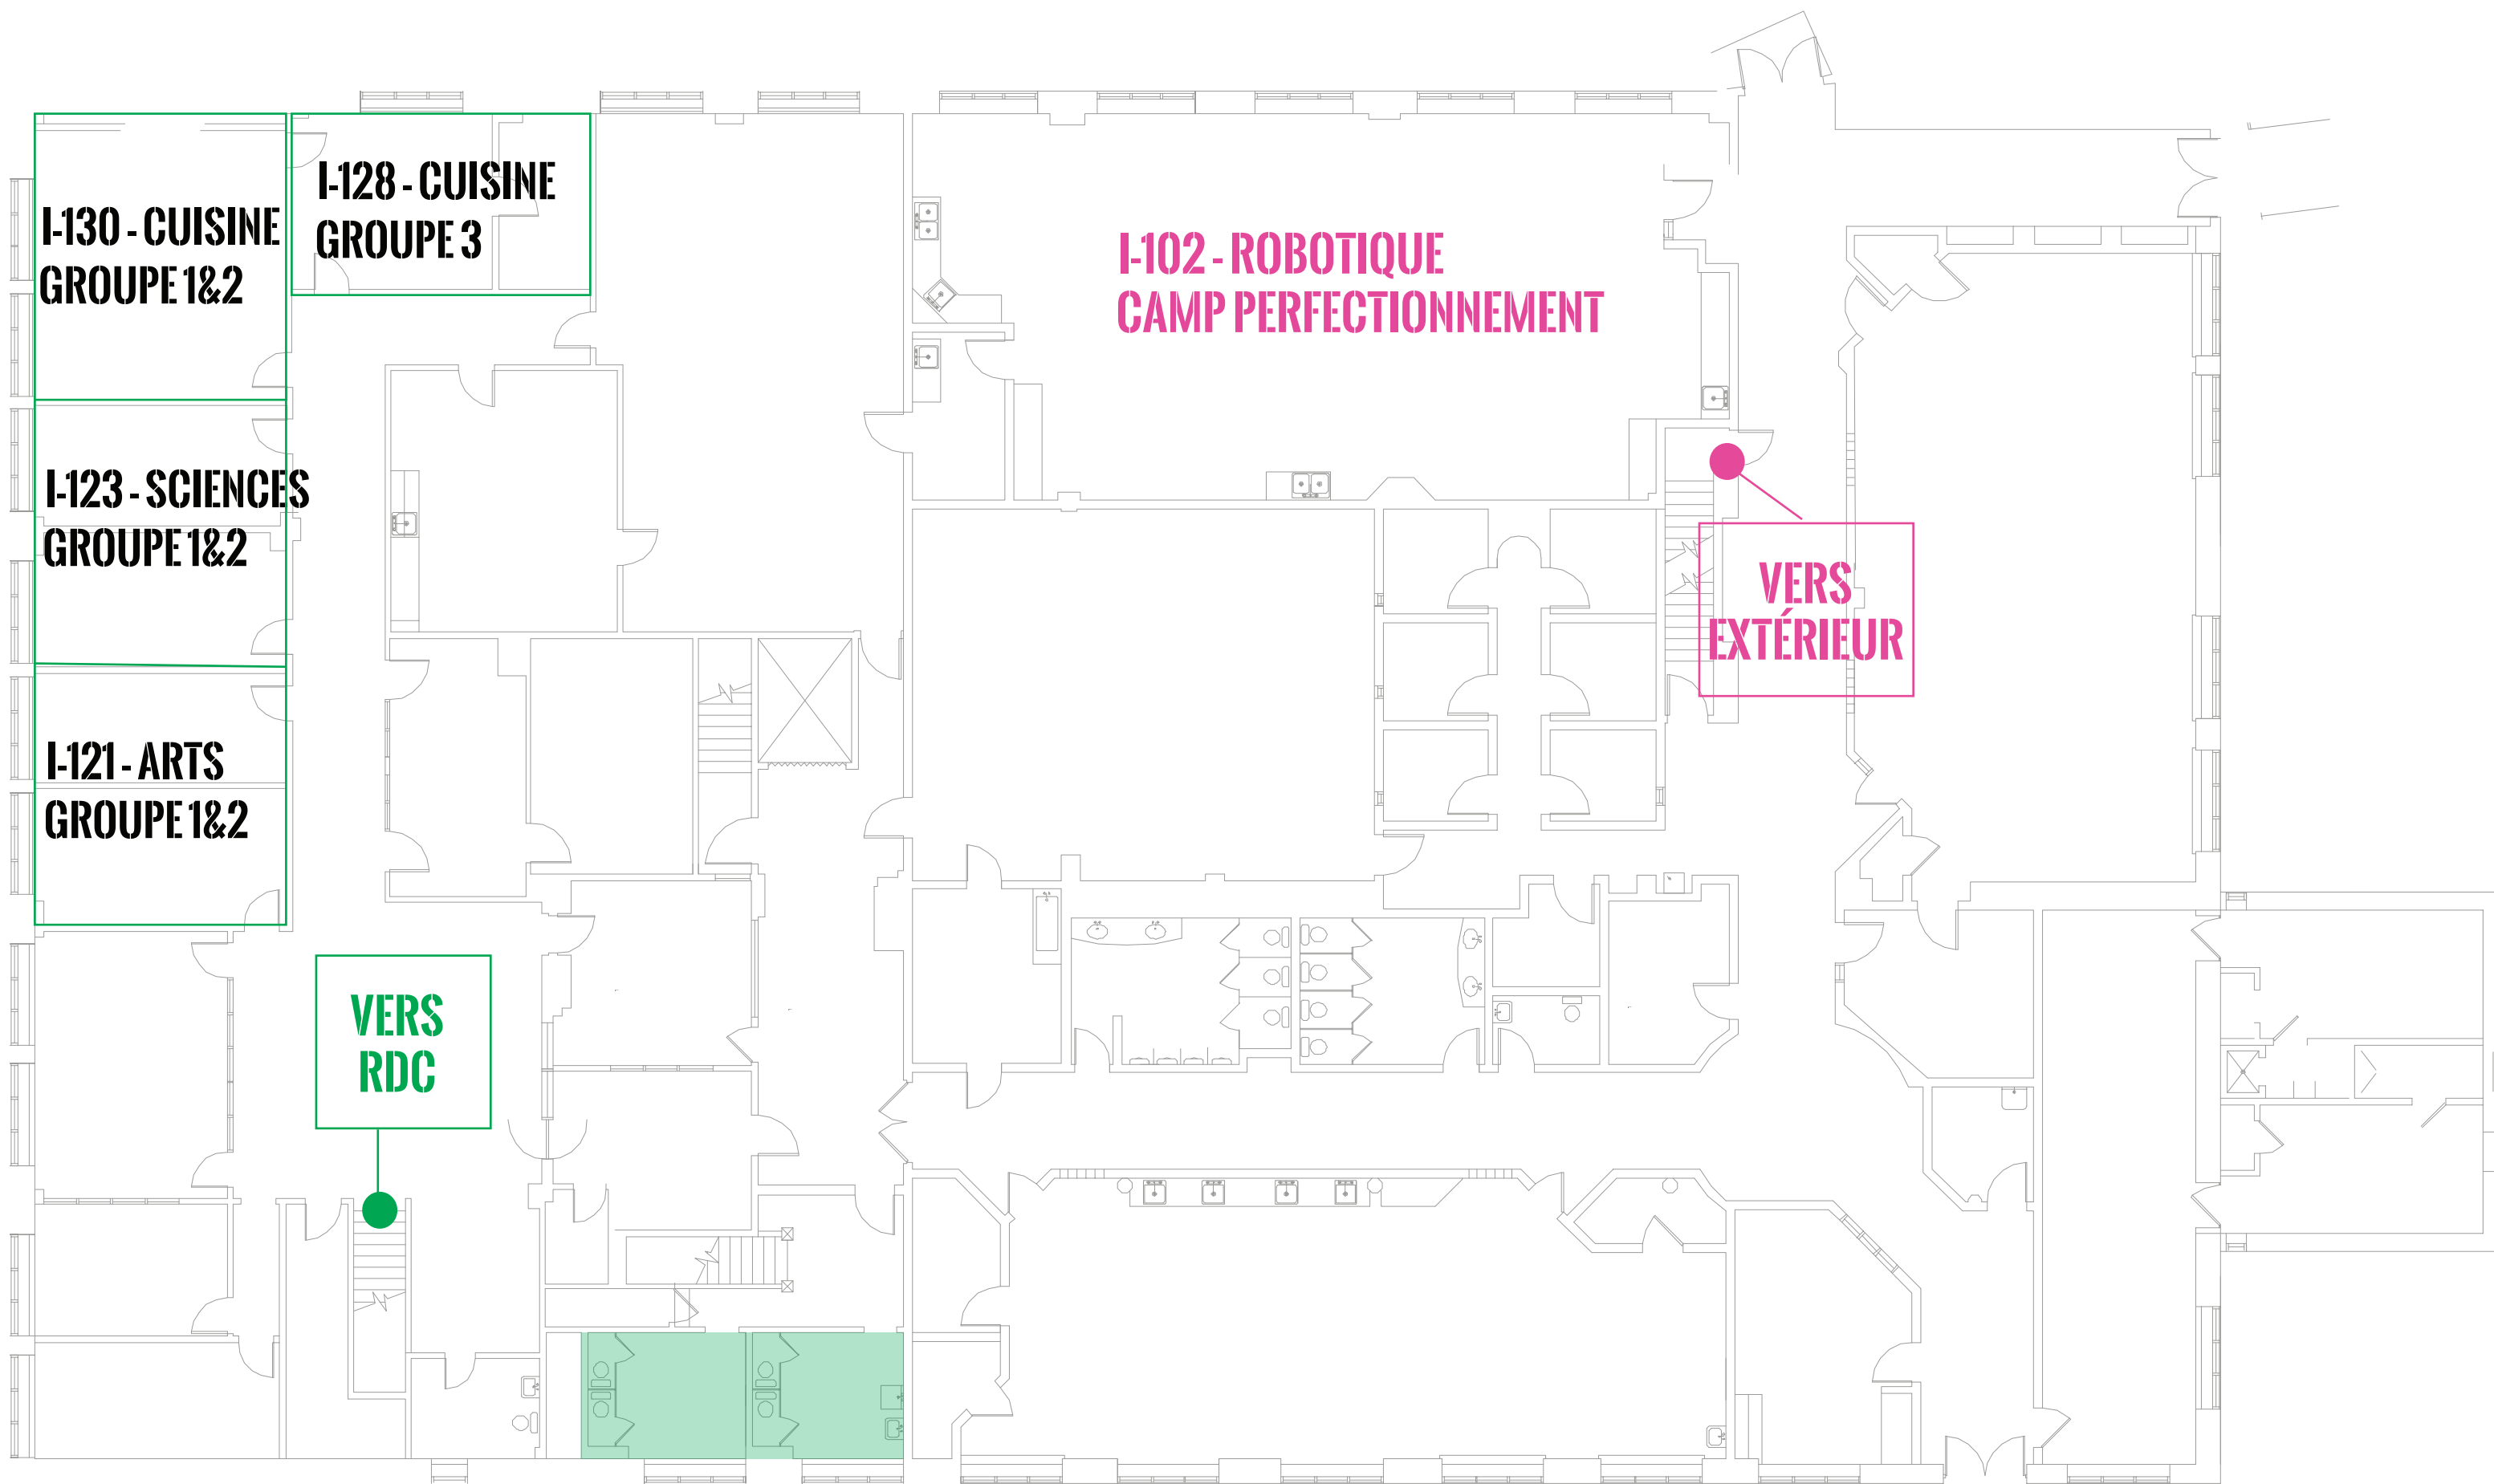 I-130 - CUISINE
GROUPE 1&2
I-128 - CUISINE
GROUPE 3
I-102 - ROBOTIQUE
CAMP PERFECTIONNEMENT
I-123 - SCIENCES
GROUPE 1&2
VERS
EXTÉRIEUR
I-121 - ARTS
GROUPE 1&2
VERS
RDC